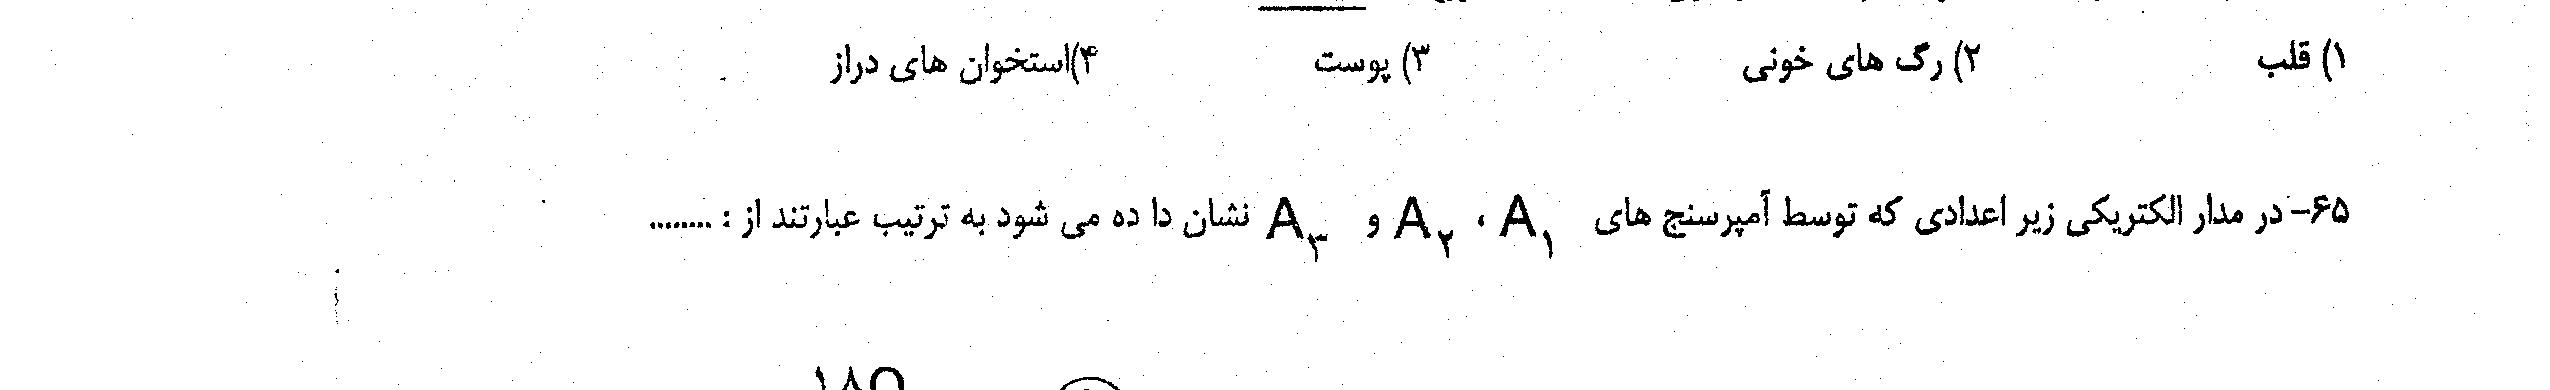 ۱) قلب ۲) رگ های خونی ۳) پوست ۴)استخوان های دراز
۶۵- در مدار الکتریکی زیر اعدادی که توسط آمپرسنج های A۱ ، A۲ و A۳ نشان دا ده می شود به ترتیب عبارتند از : ........